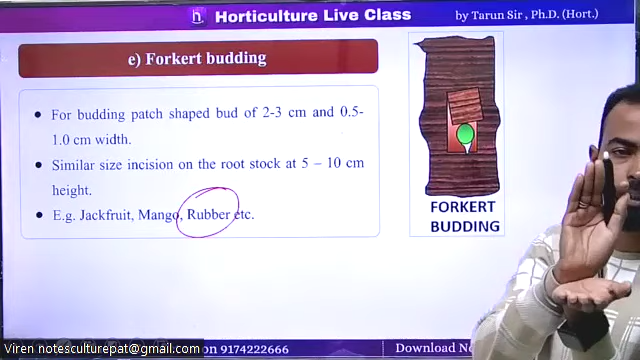 h Horticulture Live Class
by Tarun Sir , Ph.D. (Hort.)
e) Forkert budding
• For budding patch shaped bud of 2-3 cm and 0.5-
1.0 cm width.
• Similar size incision on the root stock at 5 – 10 cm
height.
• E.g. Jackfruit, Mango, Rubber etc.
FORKERT
BUDDING
Viren notesculturepat@gmail.com
on 9174222666
Download